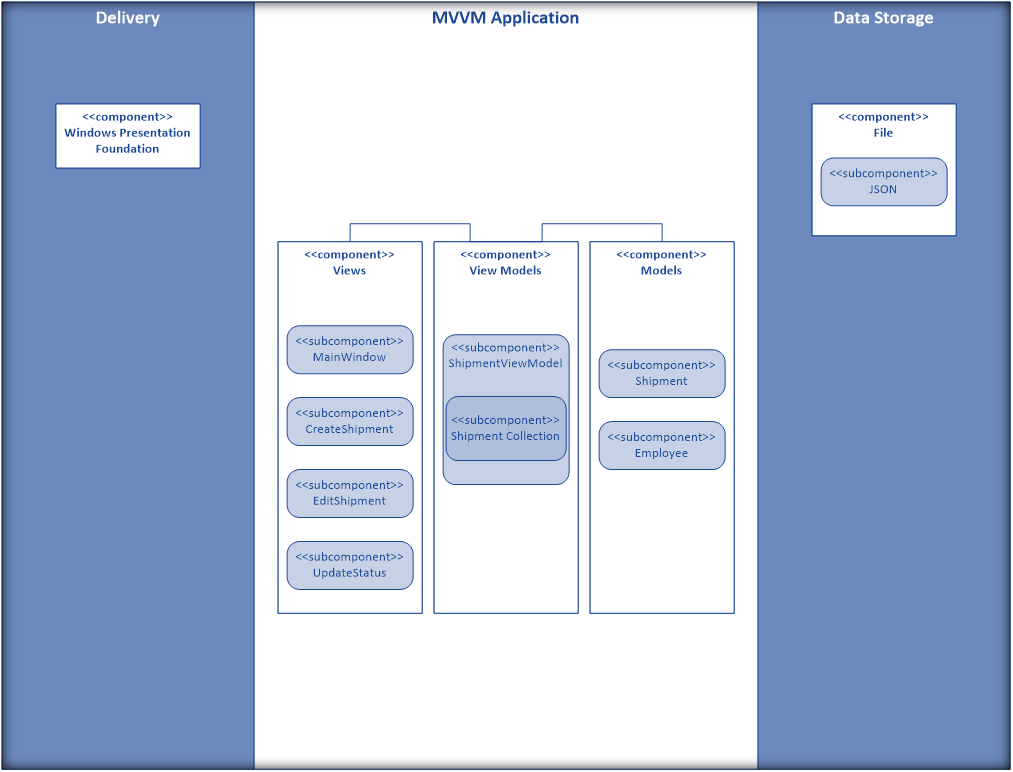 Delivery
MVVM Application
Data Storage
<<component>>
Windows Presentation
Foundation
<<component>>
File
<<subcomponent>>
JSON
<<component>>
Views
<<subcomponent>>
MainWindow
<<subcomponent>>
CreateShipment
<<subcomponent>>
EditShipment
<<subcomponent>>
UpdateStatus
<<component>>
View Models
<<subcomponent>>
ShipmentViewModel
<<subcomponent>>
Shipment Collection
<<component>>
Models
<<subcomponent>>
Shipment
<<subcomponent>>
Employee